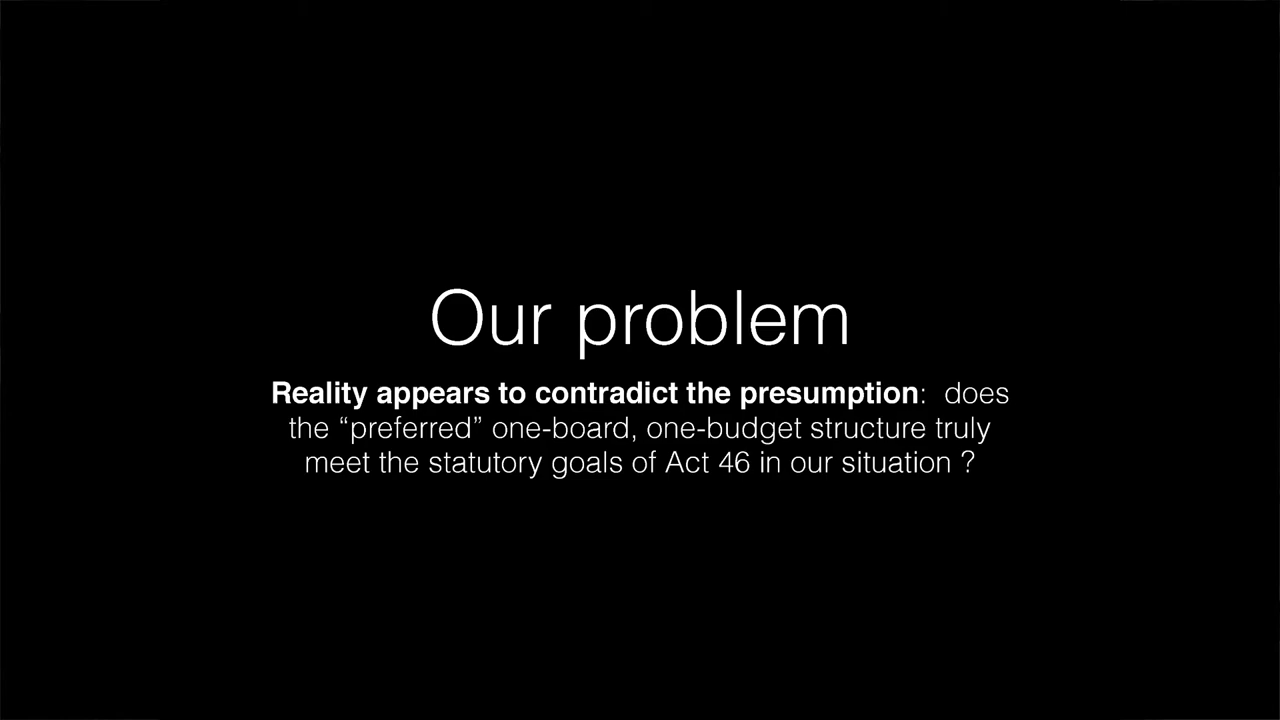 Our problem
Reality appears to contradict the presumption:  does
the “preferred” one-board, one-budget structure truly
meet the statutory goals of Act 46 in our situation ?